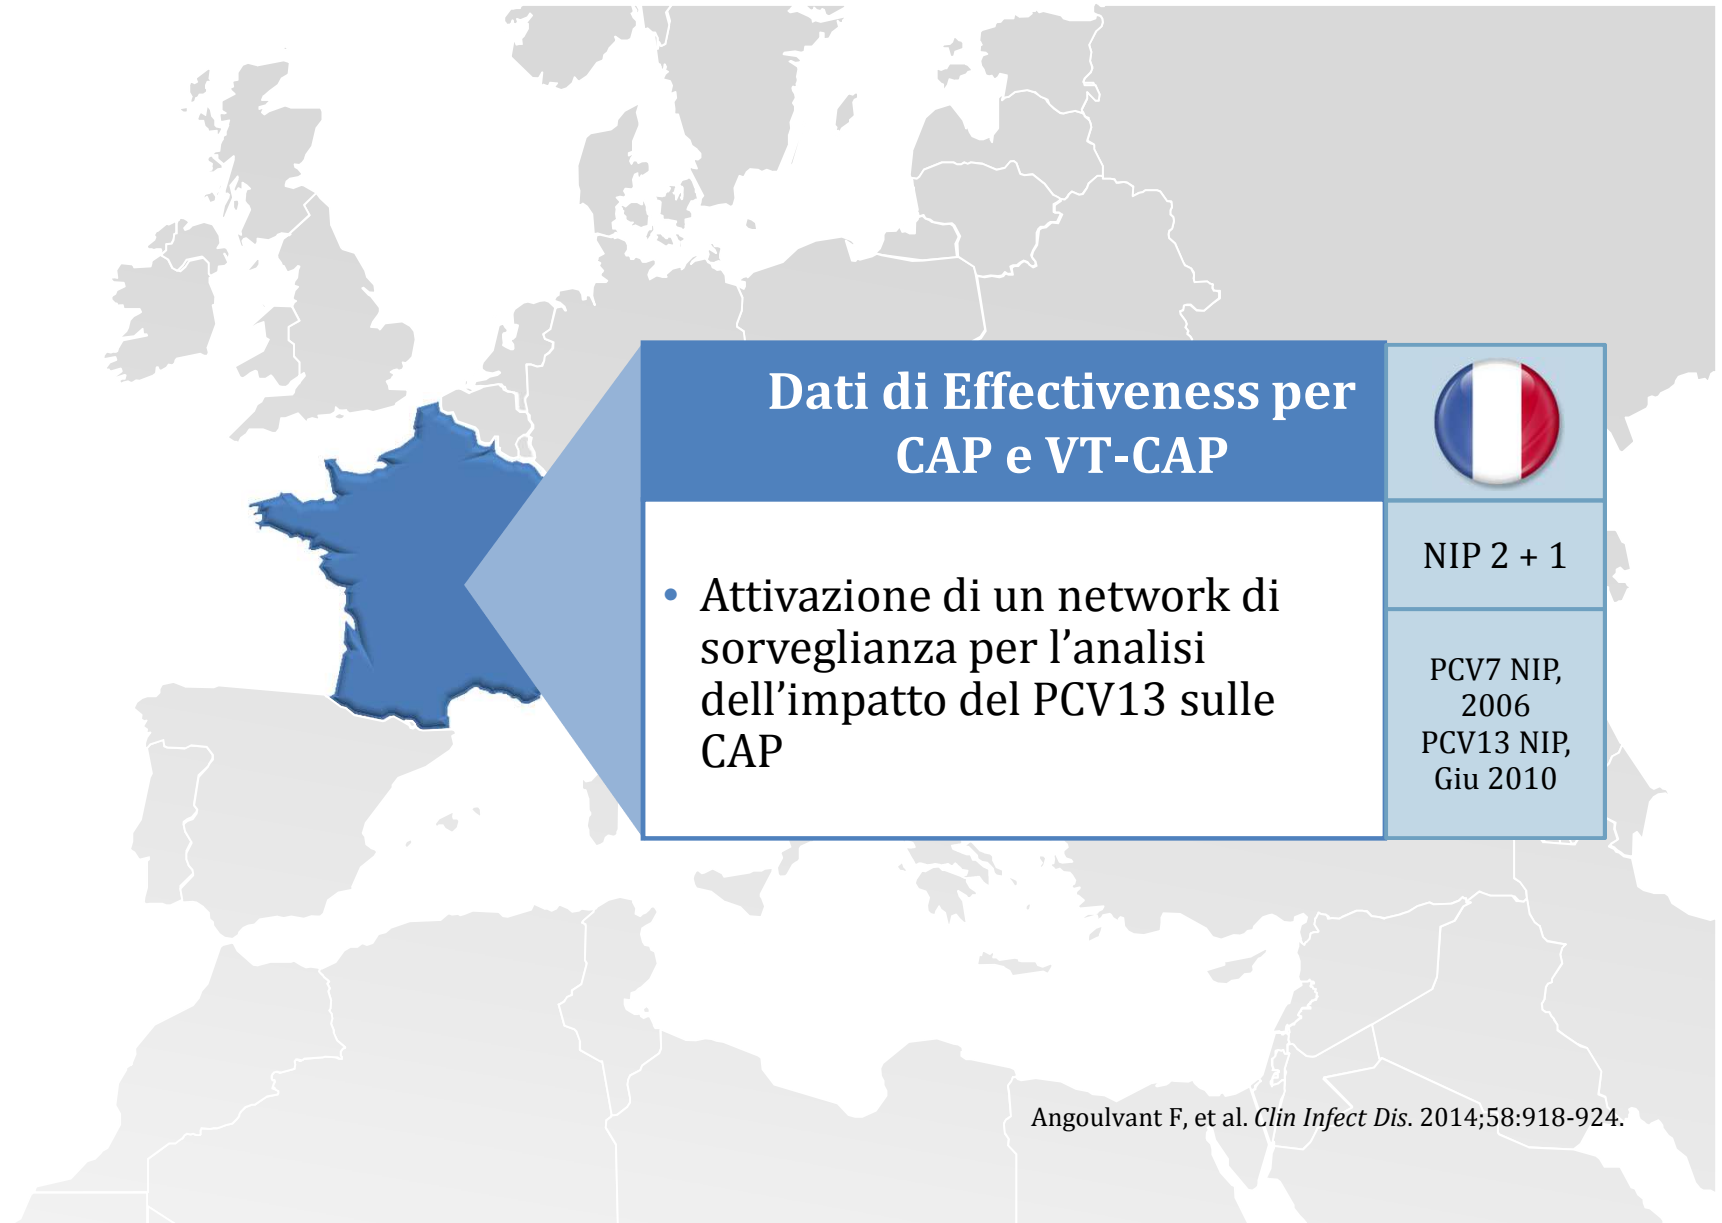 Dati di Effectiveness per
CAP e VT-CAP
• Attivazione di un network di
sorveglianza per l’analisi
dell’impatto del PCV13 sulle
CAP
NIP 2 + 1
PCV7 NIP,
2006
PCV13 NIP,
Giu 2010
Angoulvant F, et al. Clin Infect Dis. 2014;58:918-924.